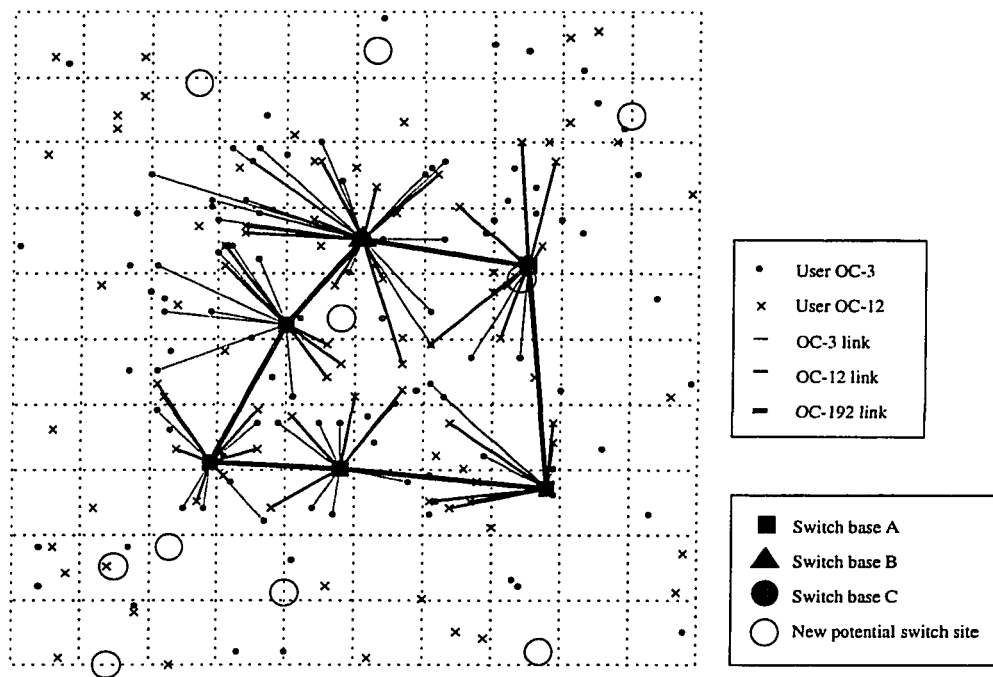 User OC-3
User OC-12
OC-3 link
OC-12 link
OC-192 link
Switch base A
Switch base B
Switch base C
New potential switch site